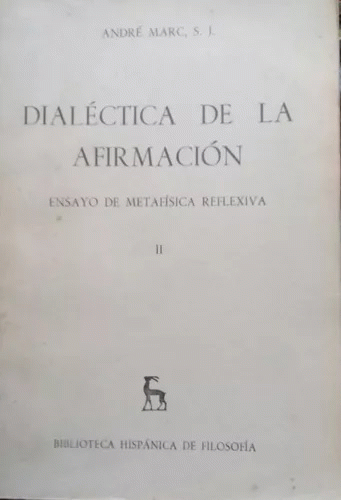 ANDRÉ MARC, S. I.
DIALÉCTICA DE LA
AFIRMACIÓN
ENSAYO DE METAFÍSICA REFLEXIVA
II
BIBLIOTECA HISPÁNICA DE FILOSOFÍA